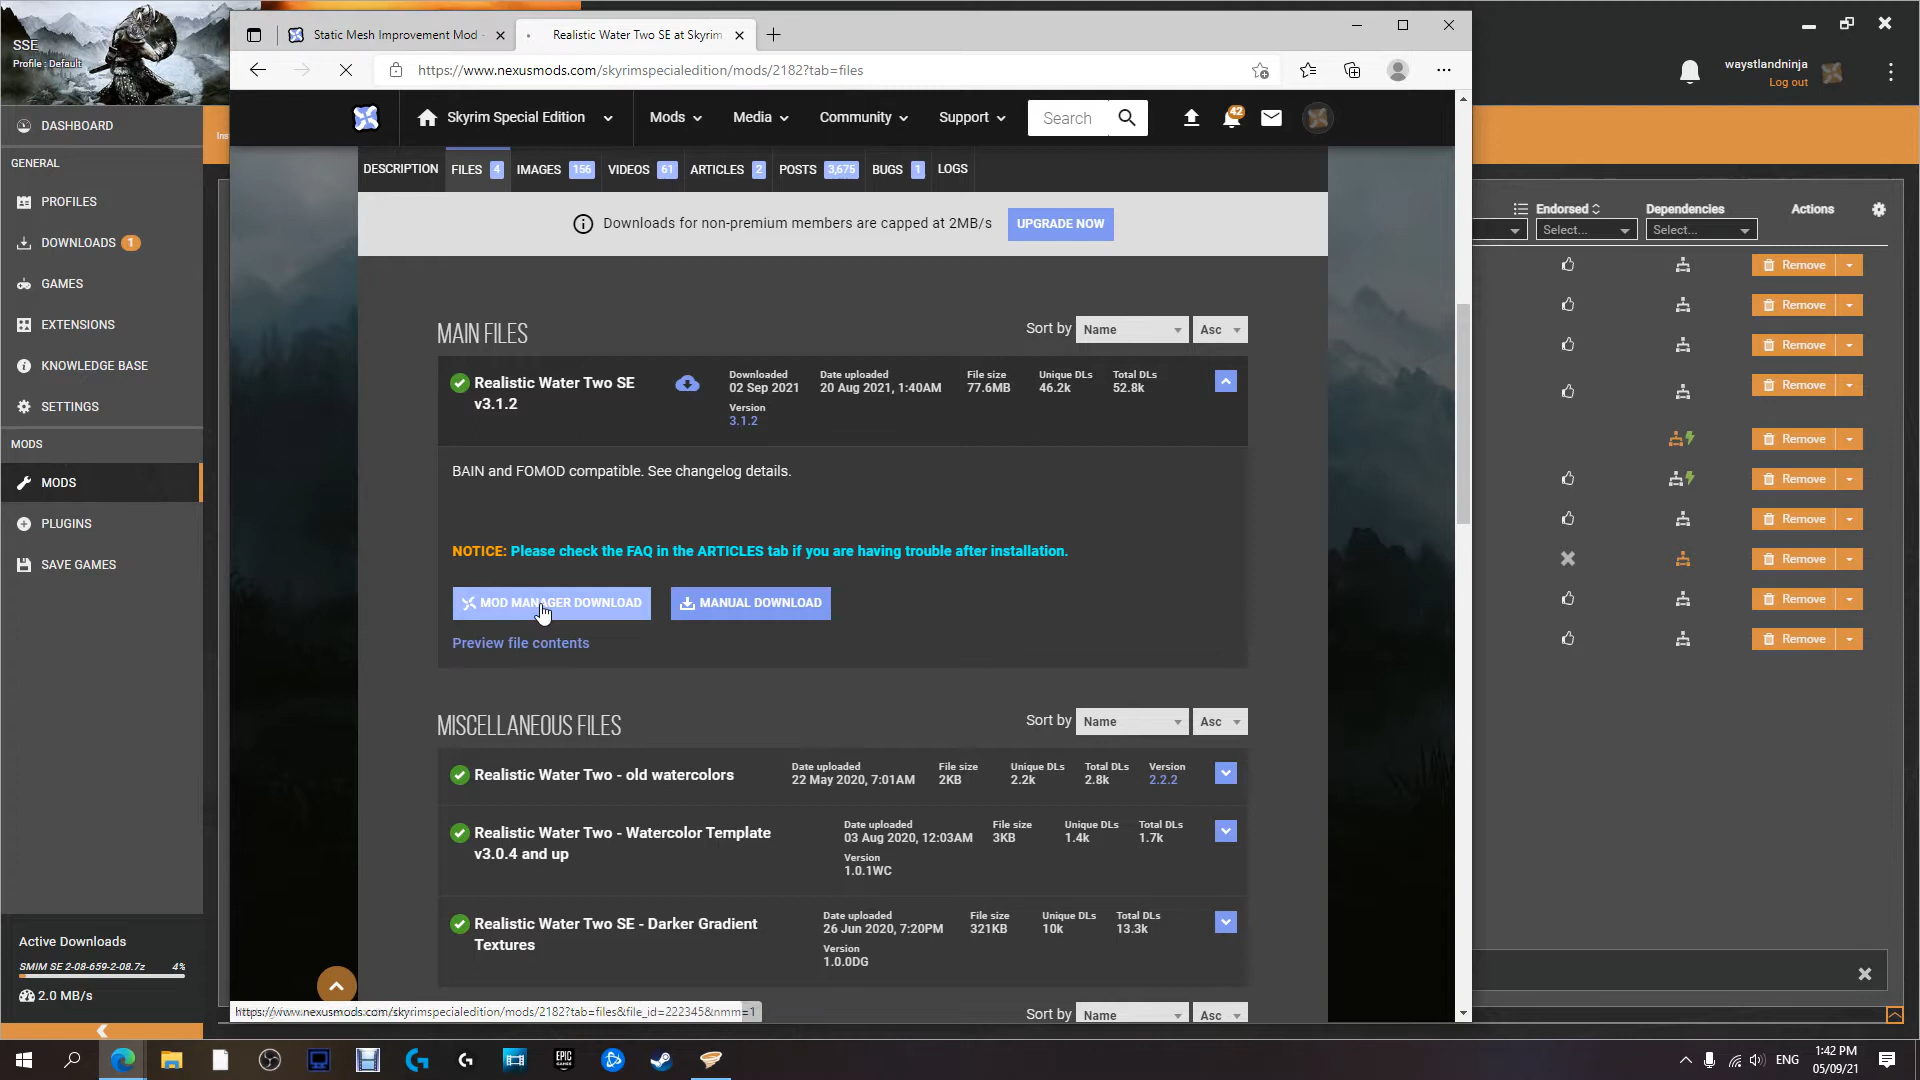 SSE
Profile : Default
DASHBOARD
GENERAL
PROFILES
DOWNLOADS 1
GAMES
EXTENSIONS
KNOWLEDGE BASE
SETTINGS
MODS
MODS
PLUGINS
SAVE GAMES
Active Downloads
SMIM SE 2-08-659-2-08.7z 4%
2.0 MB/s
Static Mesh Improvement Mod -
Realistic Water Two SE at Skyrim
https://www.nexusmods.com/skyrimspecialedition/mods/2182?tab=files
Skyrim Special Edition
Mods
Media
Community
Support
Search
42
DESCRIPTION
FILES 4
IMAGES 156
VIDEOS 61
ARTICLES 2
POSTS 3,675
BUGS 1
LOGS
Downloads for non-premium members are capped at 2MB/s
UPGRADE NOW
MAIN FILES
Sort by Name Asc
Realistic Water Two SE
v3.1.2
Downloaded
02 Sep 2021
Date uploaded
20 Aug 2021, 1:40AM
File size
77.6MB
Unique DLs
46.2k
Total DLs
52.8k
Version
3.1.2
BAIN and FOMOD compatible. See changelog details.
NOTICE: Please check the FAQ in the ARTICLES tab if you are having trouble after installation.
MOD MANAGER DOWNLOAD
MANUAL DOWNLOAD
Preview file contents
MISCELLANEOUS FILES
Sort by Name Asc
Realistic Water Two - old watercolors
Date uploaded
22 May 2020, 7:01AM
File size
2KB
Unique DLs
2.2k
Total DLs
2.8k
Version
2.2.2
Realistic Water Two - Watercolor Template
v3.0.4 and up
Date uploaded
03 Aug 2020, 12:03AM
File size
3KB
Unique DLs
1.4k
Total DLs
1.7k
Version
1.0.1WC
Realistic Water Two SE - Darker Gradient
Textures
Date uploaded
26 Jun 2020, 7:20PM
File size
321KB
Unique DLs
10k
Total DLs
13.3k
Version
1.0.0DG
Sort by Name Asc
https://www.nexusmods.com/skyrimspecialedition/mods/2182?tab=files&file_id=222345&nmm=1
waystlandninja
Log out
Endorsed
Dependencies
Actions
Select...
Select...
Remove
Remove
Remove
Remove
Remove
Remove
Remove
Remove
Remove
Remove
EPIC
GAMES
ENG
1:42 PM
05/09/21